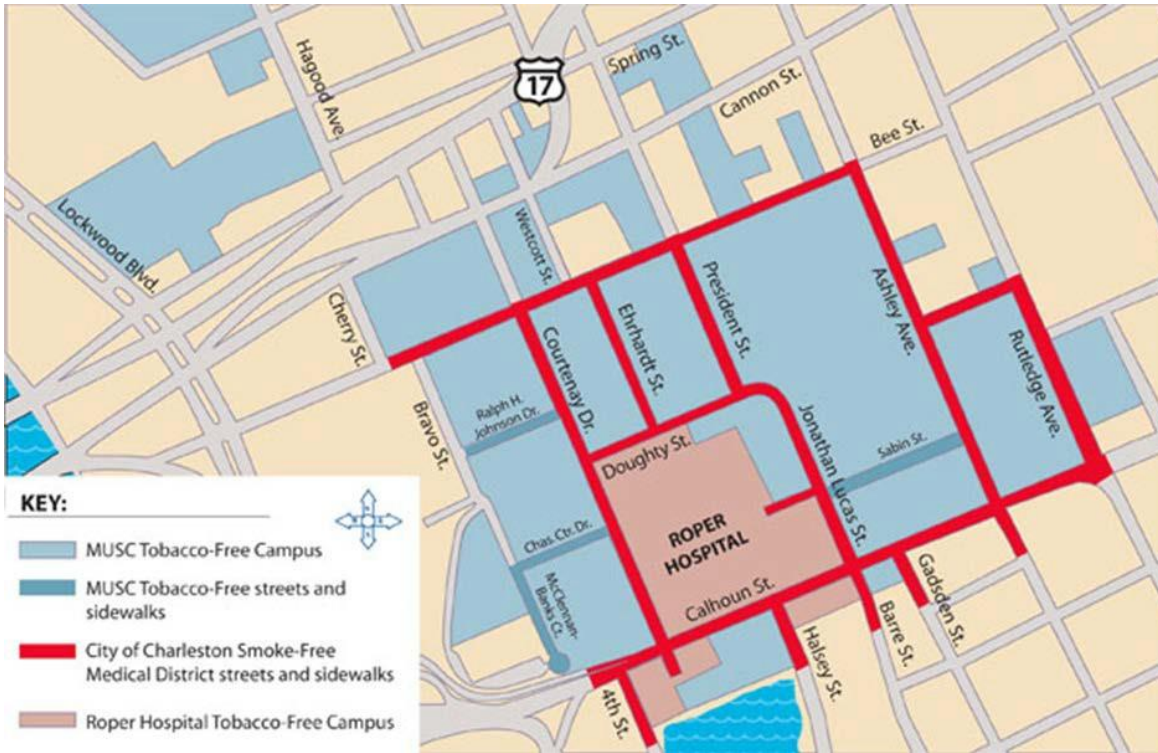 Hagood Ave.
17
Spring St.
Cannon St.
Bee St.
Lockwood Blvd.
Westcott St.
Cherry St.
Courtenay Dr.
Ehrhardt St.
President St.
Ashley Ave.
Rutledge Ave.
Bravo St.
Ralph H.
Johnson Dr.
Doughty St.
Jonathan Lucas St.
Sabin St.
ROPER
HOSPITAL
Chas. Ctr. Dr.
McClennan-
Banks Ct.
Calhoun St.
Gadsden St.
Barre St.
Halsey St.
4th St.
KEY:
MUSC Tobacco-Free Campus
MUSC Tobacco-Free streets and
sidewalks
City of Charleston Smoke-Free
Medical District streets and sidewalks
Roper Hospital Tobacco-Free Campus